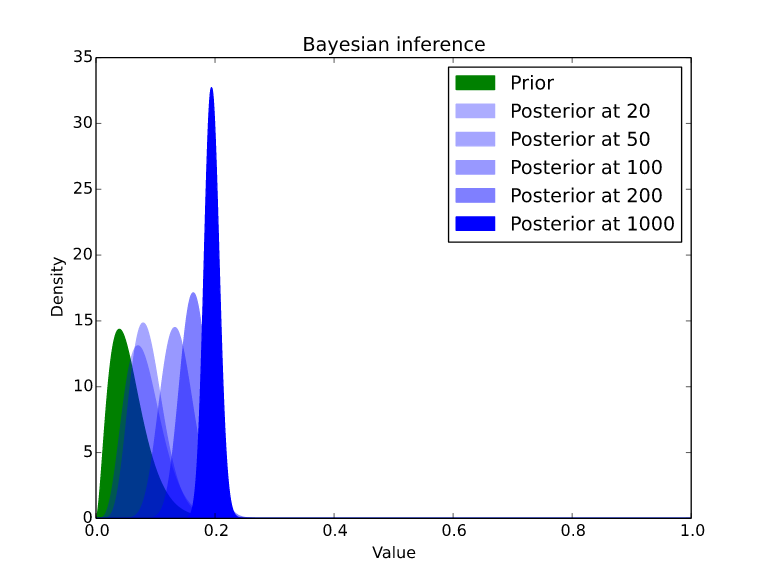 Bayesian inference
35
30
25
20
15
10
5
0
Density
0.0 0.2 0.4 0.6 0.8 1.0
Value
Prior
Posterior at 20
Posterior at 50
Posterior at 100
Posterior at 200
Posterior at 1000